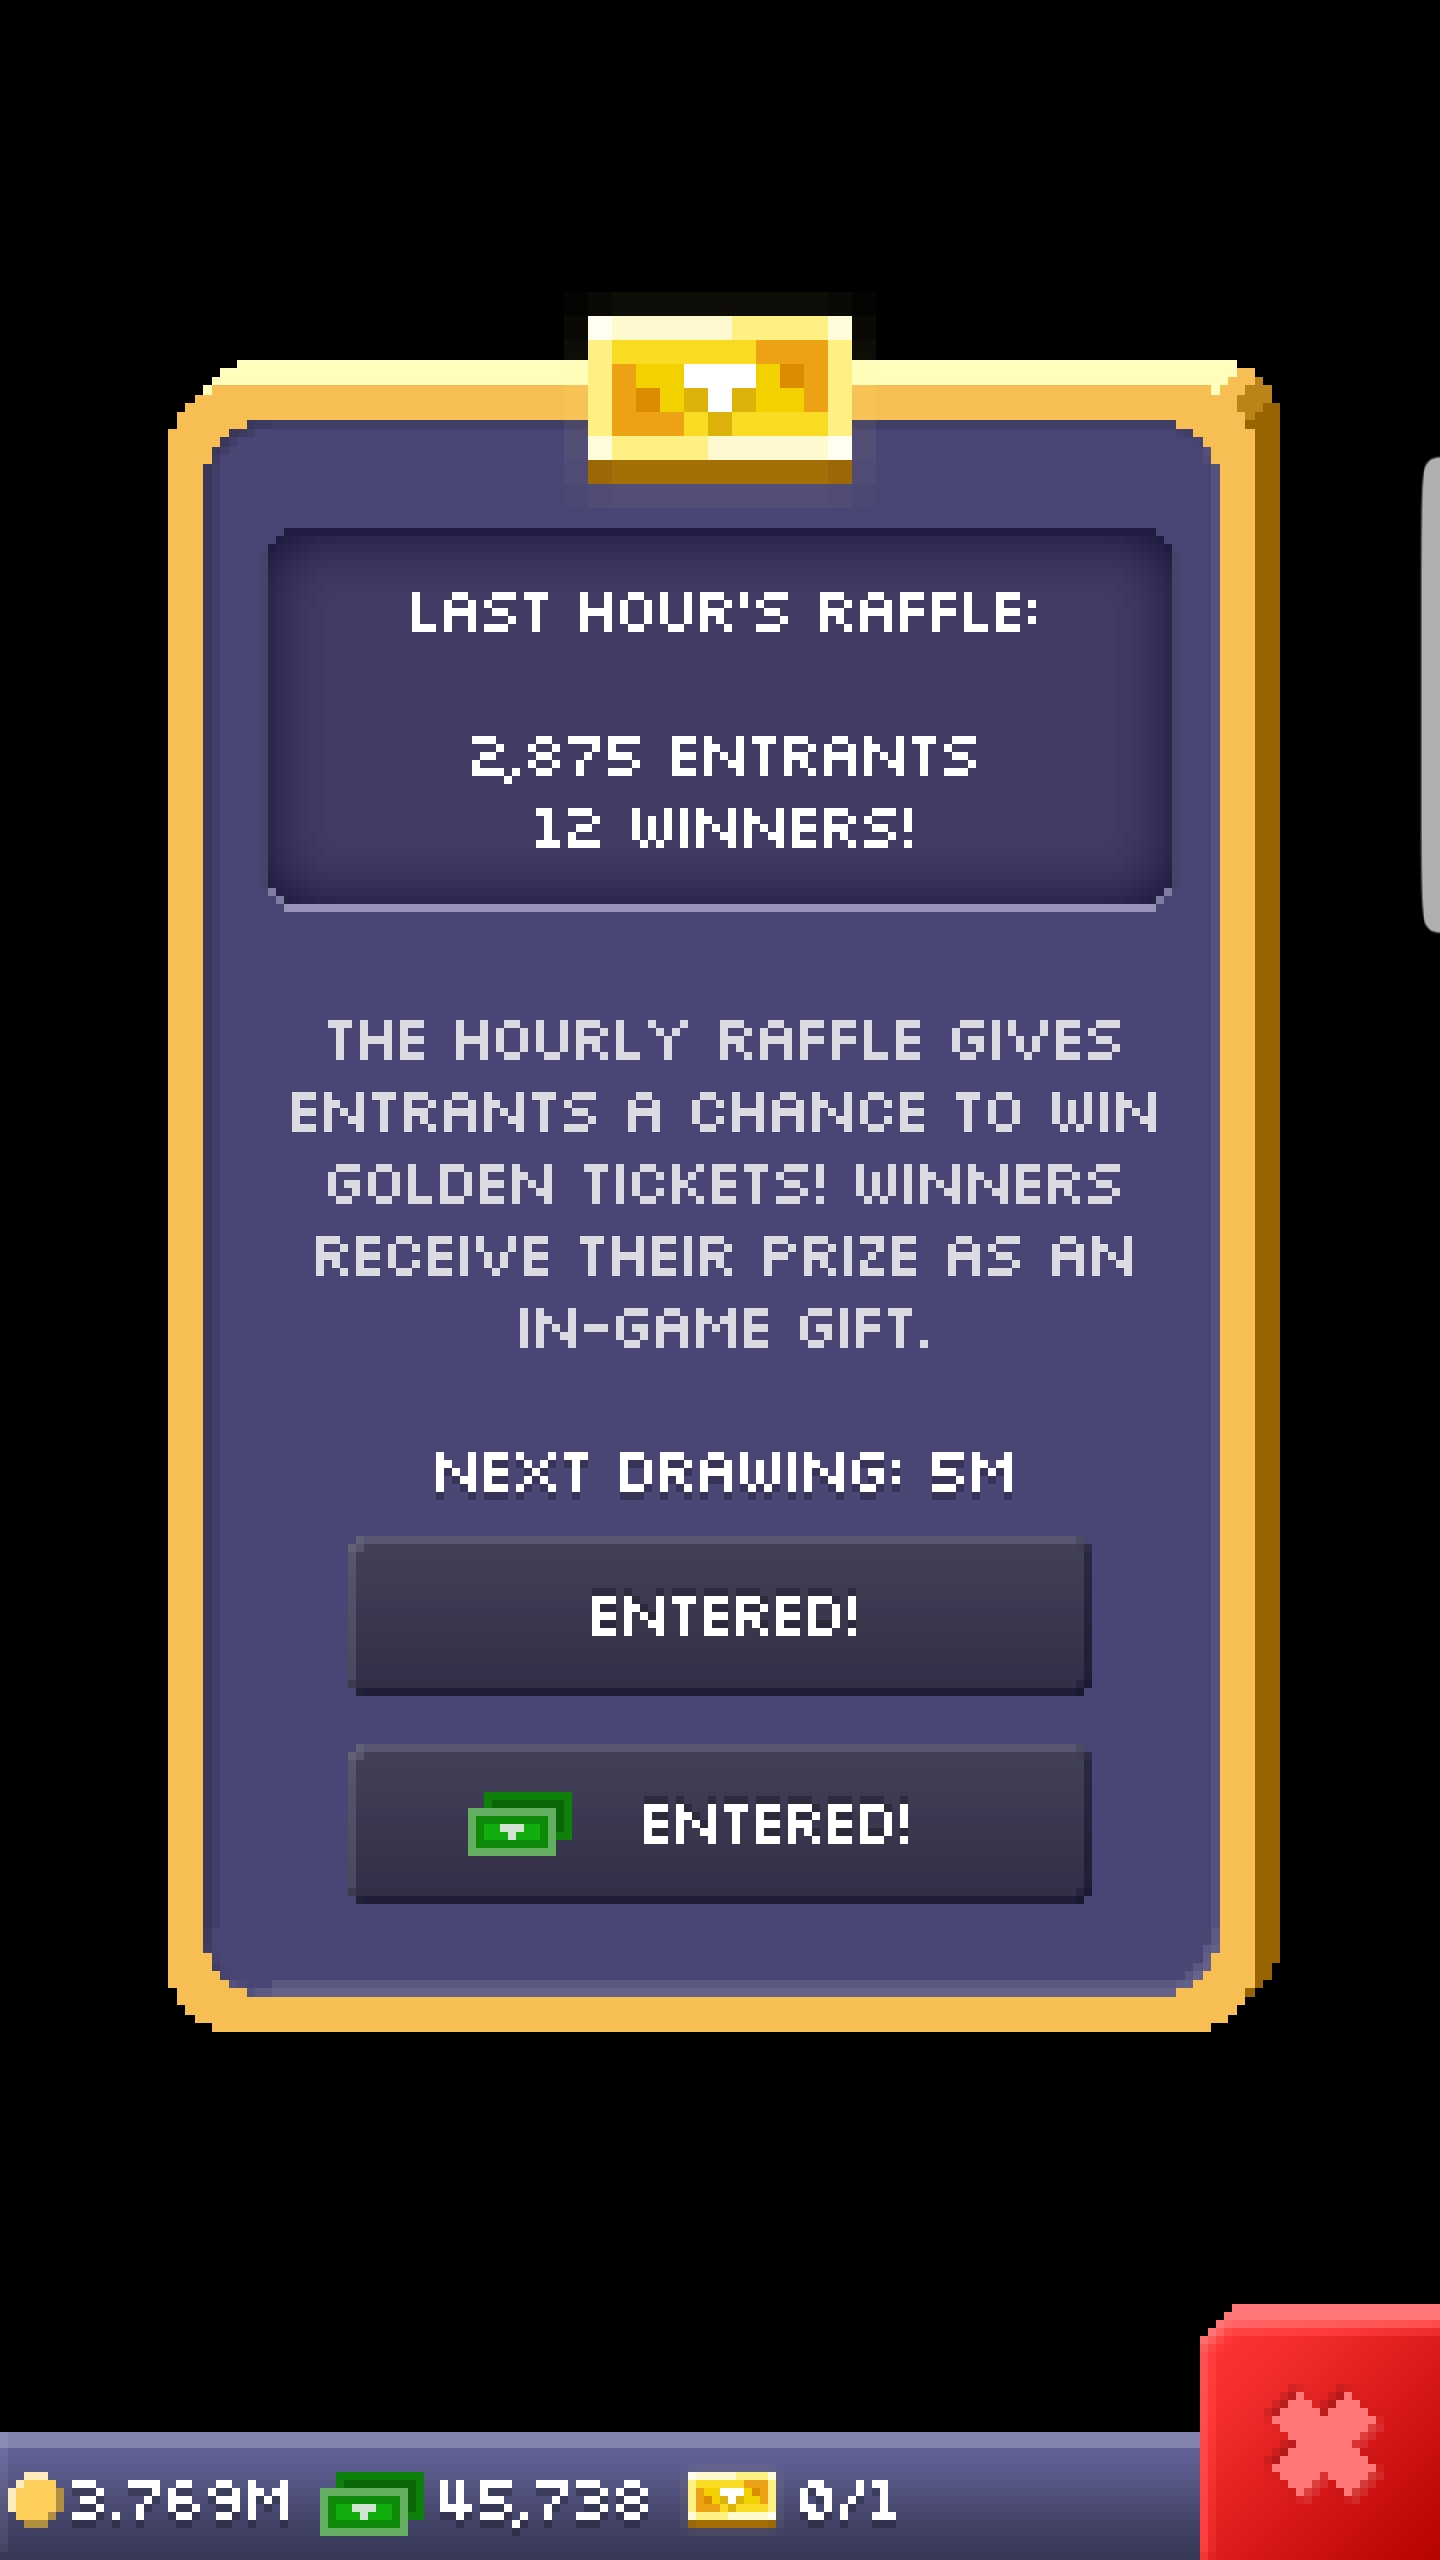 LAST HOUR'S RAFFLE:
2,875 ENTRANTS
12 WINNERS!
THE HOURLY RAFFLE GIVES
ENTRANTS A CHANCE TO WIN
GOLDEN TICKETS! WINNERS
RECEIVE THEIR PRIZE AS AN
IN-GAME GIFT.
NEXT DRAWING: 5M
ENTERED!
ENTERED!
3.769M 45,738 0/1